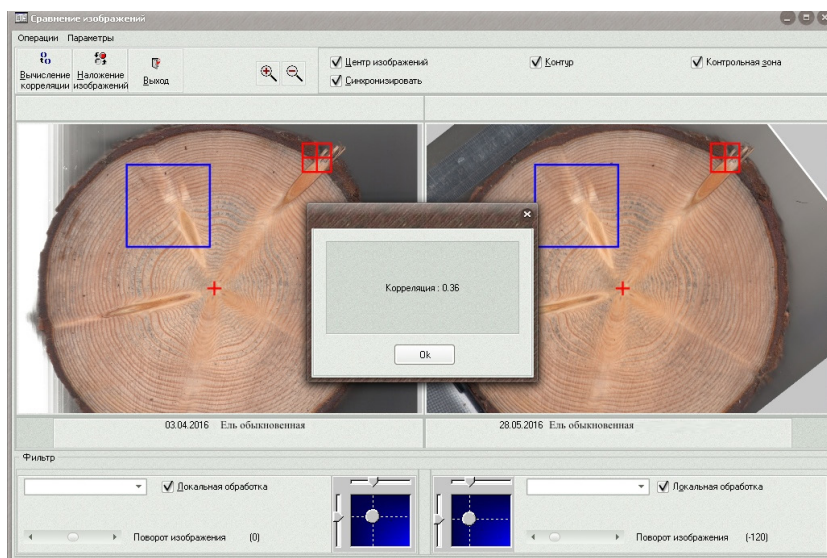 Сравнение изображений
Операции Параметры
Вычисление корреляции
Наложение изображений
Выход
Центр изображений
Синхронизировать
Контур
Контрольная зона
Корреляция : 0.36
Ok
03.04.2016 Ель обыкновенная
28.05.2016 Ель обыкновенная
Фильтр
Локальная обработка
Поворот изображения (0)
Локальная обработка
Поворот изображения (-120)